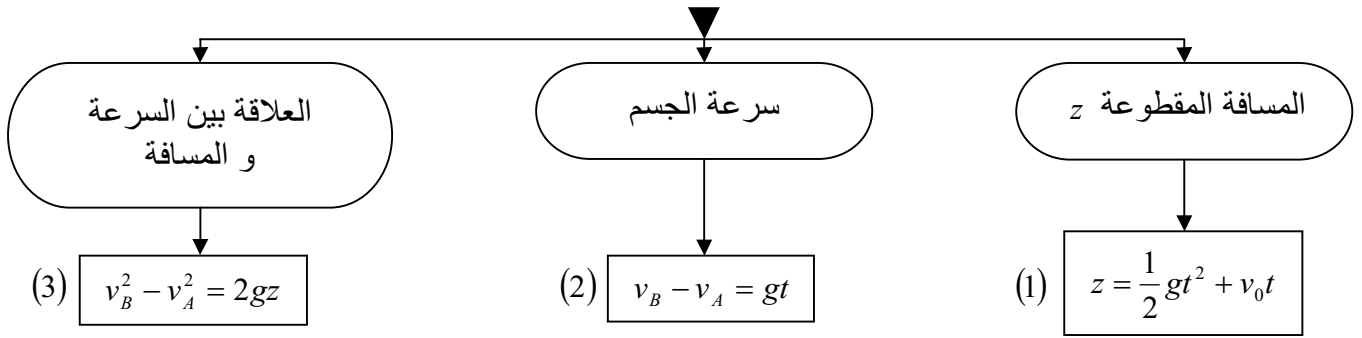 المسافة المقطوعة z
سرعة الجسم
العلاقة بين السرعة
و المسافة
(1) z = \frac{1}{2} gt^2 + v_0 t
(2) v_B - v_A = gt
(3) v_B^2 - v_A^2 = 2gz